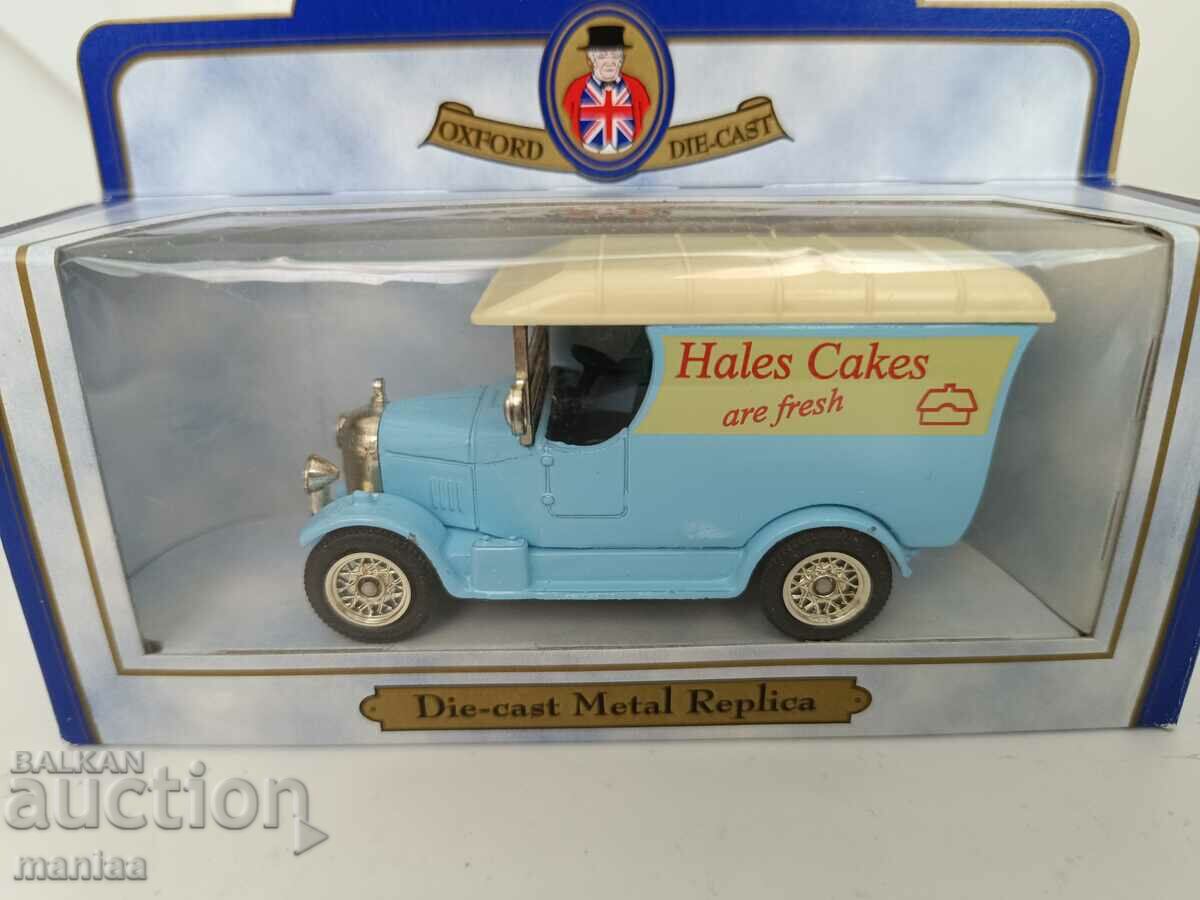 OXFORD DIE-CAST
Hales Cakes
are fresh
Die-cast Metal Replica
BALKAN
auction
maniaa